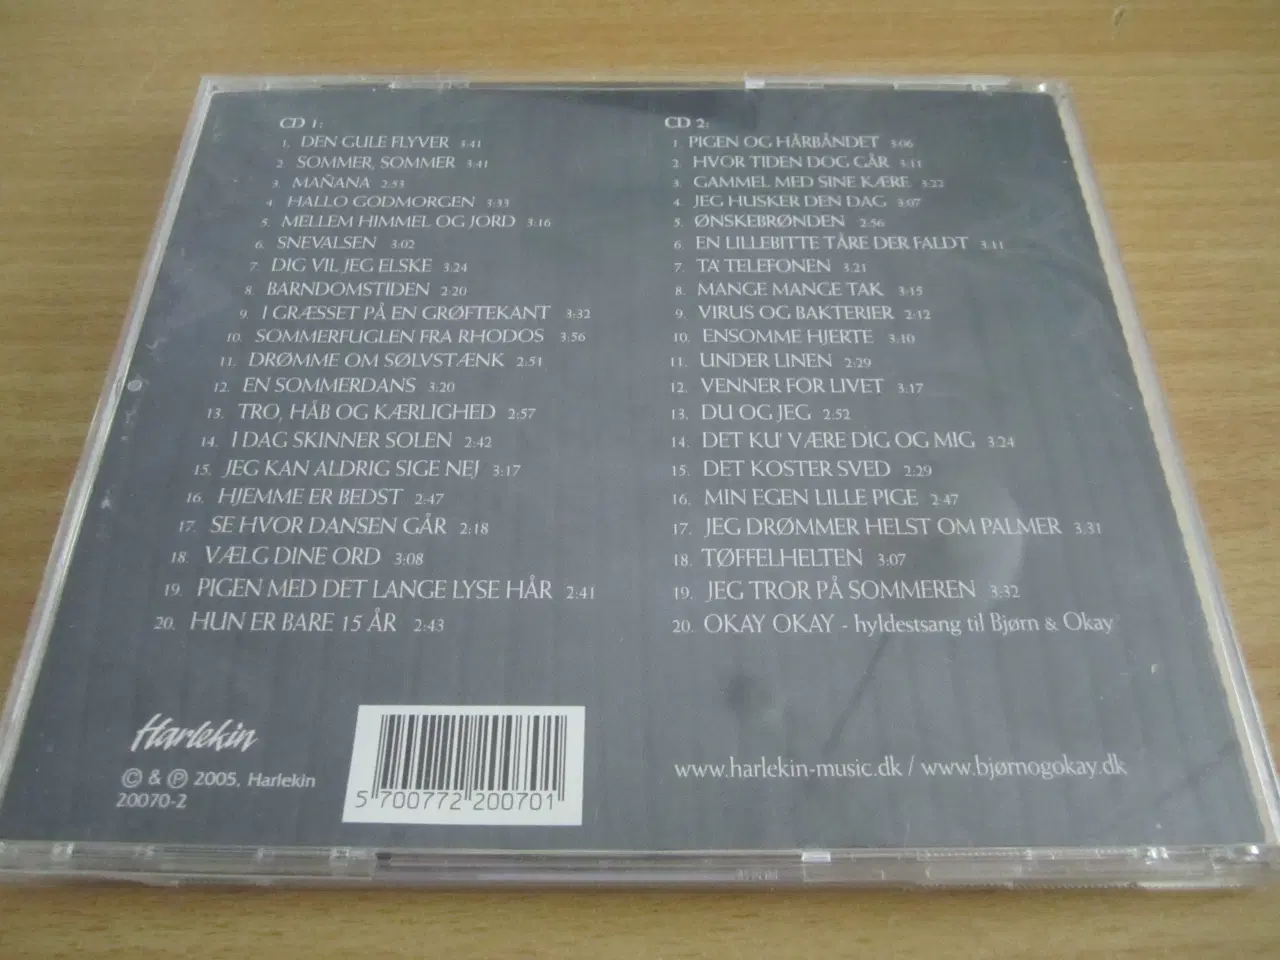 CD 1:
1. DEN GULE FLYVER 3:41
2. SOMMER, SOMMER 3:41
3. MAÑANA 2:53
4. HALLO GODMORGEN 3:33
5. MELLEM HIMMEL OG JORD 3:16
6. SNEVALSEN 3:02
7. DIG VIL JEG ELSKE 3:24
8. BARNDOMSTIDEN 2:20
9. I GRÆSSET PÅ EN GRØFTEKANT 3:32
10. SOMMERFUGLEN FRA RHODOS 3:56
11. DRØMME OM SØLVSTÆNK 2:51
12. EN SOMMERDANS 3:20
13. TRO, HÅB OG KÆRLIGHED 2:57
14. I DAG SKINNER SOLEN 2:42
15. JEG KAN ALDRIG SIGE NEJ 3:17
16. HJEMME ER BEDST 2:47
17. SE HVOR DANSEN GÅR 2:18
18. VÆLG DINE ORD 3:08
19. PIGEN MED DET LANGE LYSE HÅR 2:41
20. HUN ER BARE 15 ÅR 2:43
CD 2:
1. PIGEN OG HÅRBÅNDET 3:06
2. HVOR TIDEN DOG GÅR 3:11
3. GAMMEL MED SINE KÆRE 3:22
4. JEG HUSKER DEN DAG 3:07
5. ØNSKEBRØNDEN 2:56
6. EN LILLEBITTE TÅRE DER FALDT 3:11
7. TA' TELEFONEN 3:21
8. MANGE MANGE TAK 3:15
9. VIRUS OG BAKTERIER 2:12
10. ENSOMME HJERTE 3:10
11. UNDER LINEN 2:29
12. VENNER FOR LIVET 3:17
13. DU OG JEG 2:52
14. DET KU' VÆRE DIG OG MIG 3:24
15. DET KOSTER SVED 2:29
16. MIN EGEN LILLE PIGE 2:47
17. JEG DRØMMER HELST OM PALMER 3:31
18. TØFFELHELTEN 3:07
19. JEG TROR PÅ SOMMEREN 3:32
20. OKAY OKAY - hyldestsang til Bjørn & Okay
Harlekin
© & ℗ 2005, Harlekin
20070-2
5 700772 200701
www.harlekin-music.dk / www.bjørnogokay.dk